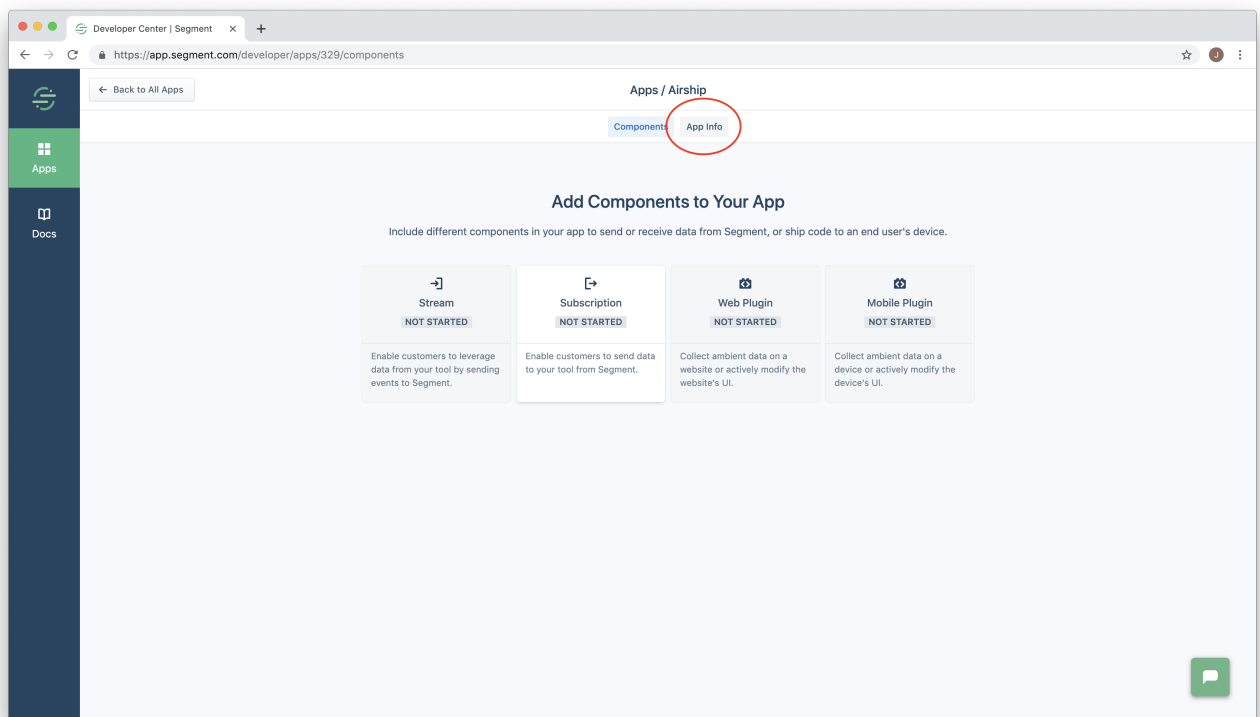 Developer Center | Segment
https://app.segment.com/developer/apps/329/components
J
Back to All Apps
Apps / Airship
Components
App Info
Apps
Docs
Add Components to Your App
Include different components in your app to send or receive data from Segment, or ship code to an end user's device.
Stream
NOT STARTED
Enable customers to leverage
data from your tool by sending
events to Segment.
Subscription
NOT STARTED
Enable customers to send data
to your tool from Segment.
Web Plugin
NOT STARTED
Collect ambient data on a
website or actively modify the
website's UI.
Mobile Plugin
NOT STARTED
Collect ambient data on a
device or actively modify the
device's UI.